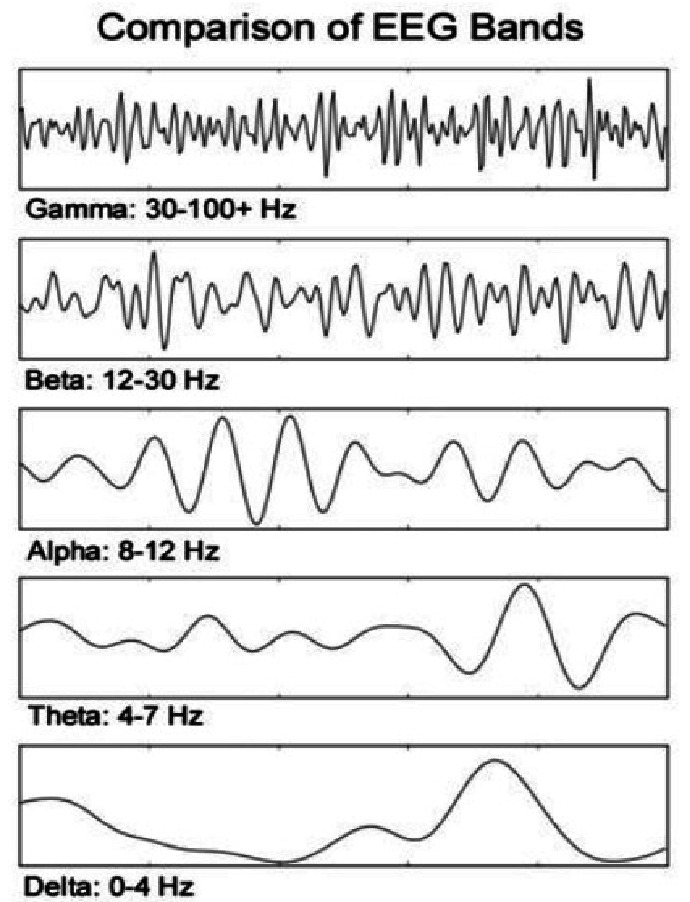 Comparison of EEG Bands
Gamma: 30-100+ Hz
Beta: 12-30 Hz
Alpha: 8-12 Hz
Theta: 4-7 Hz
Delta: 0-4 Hz